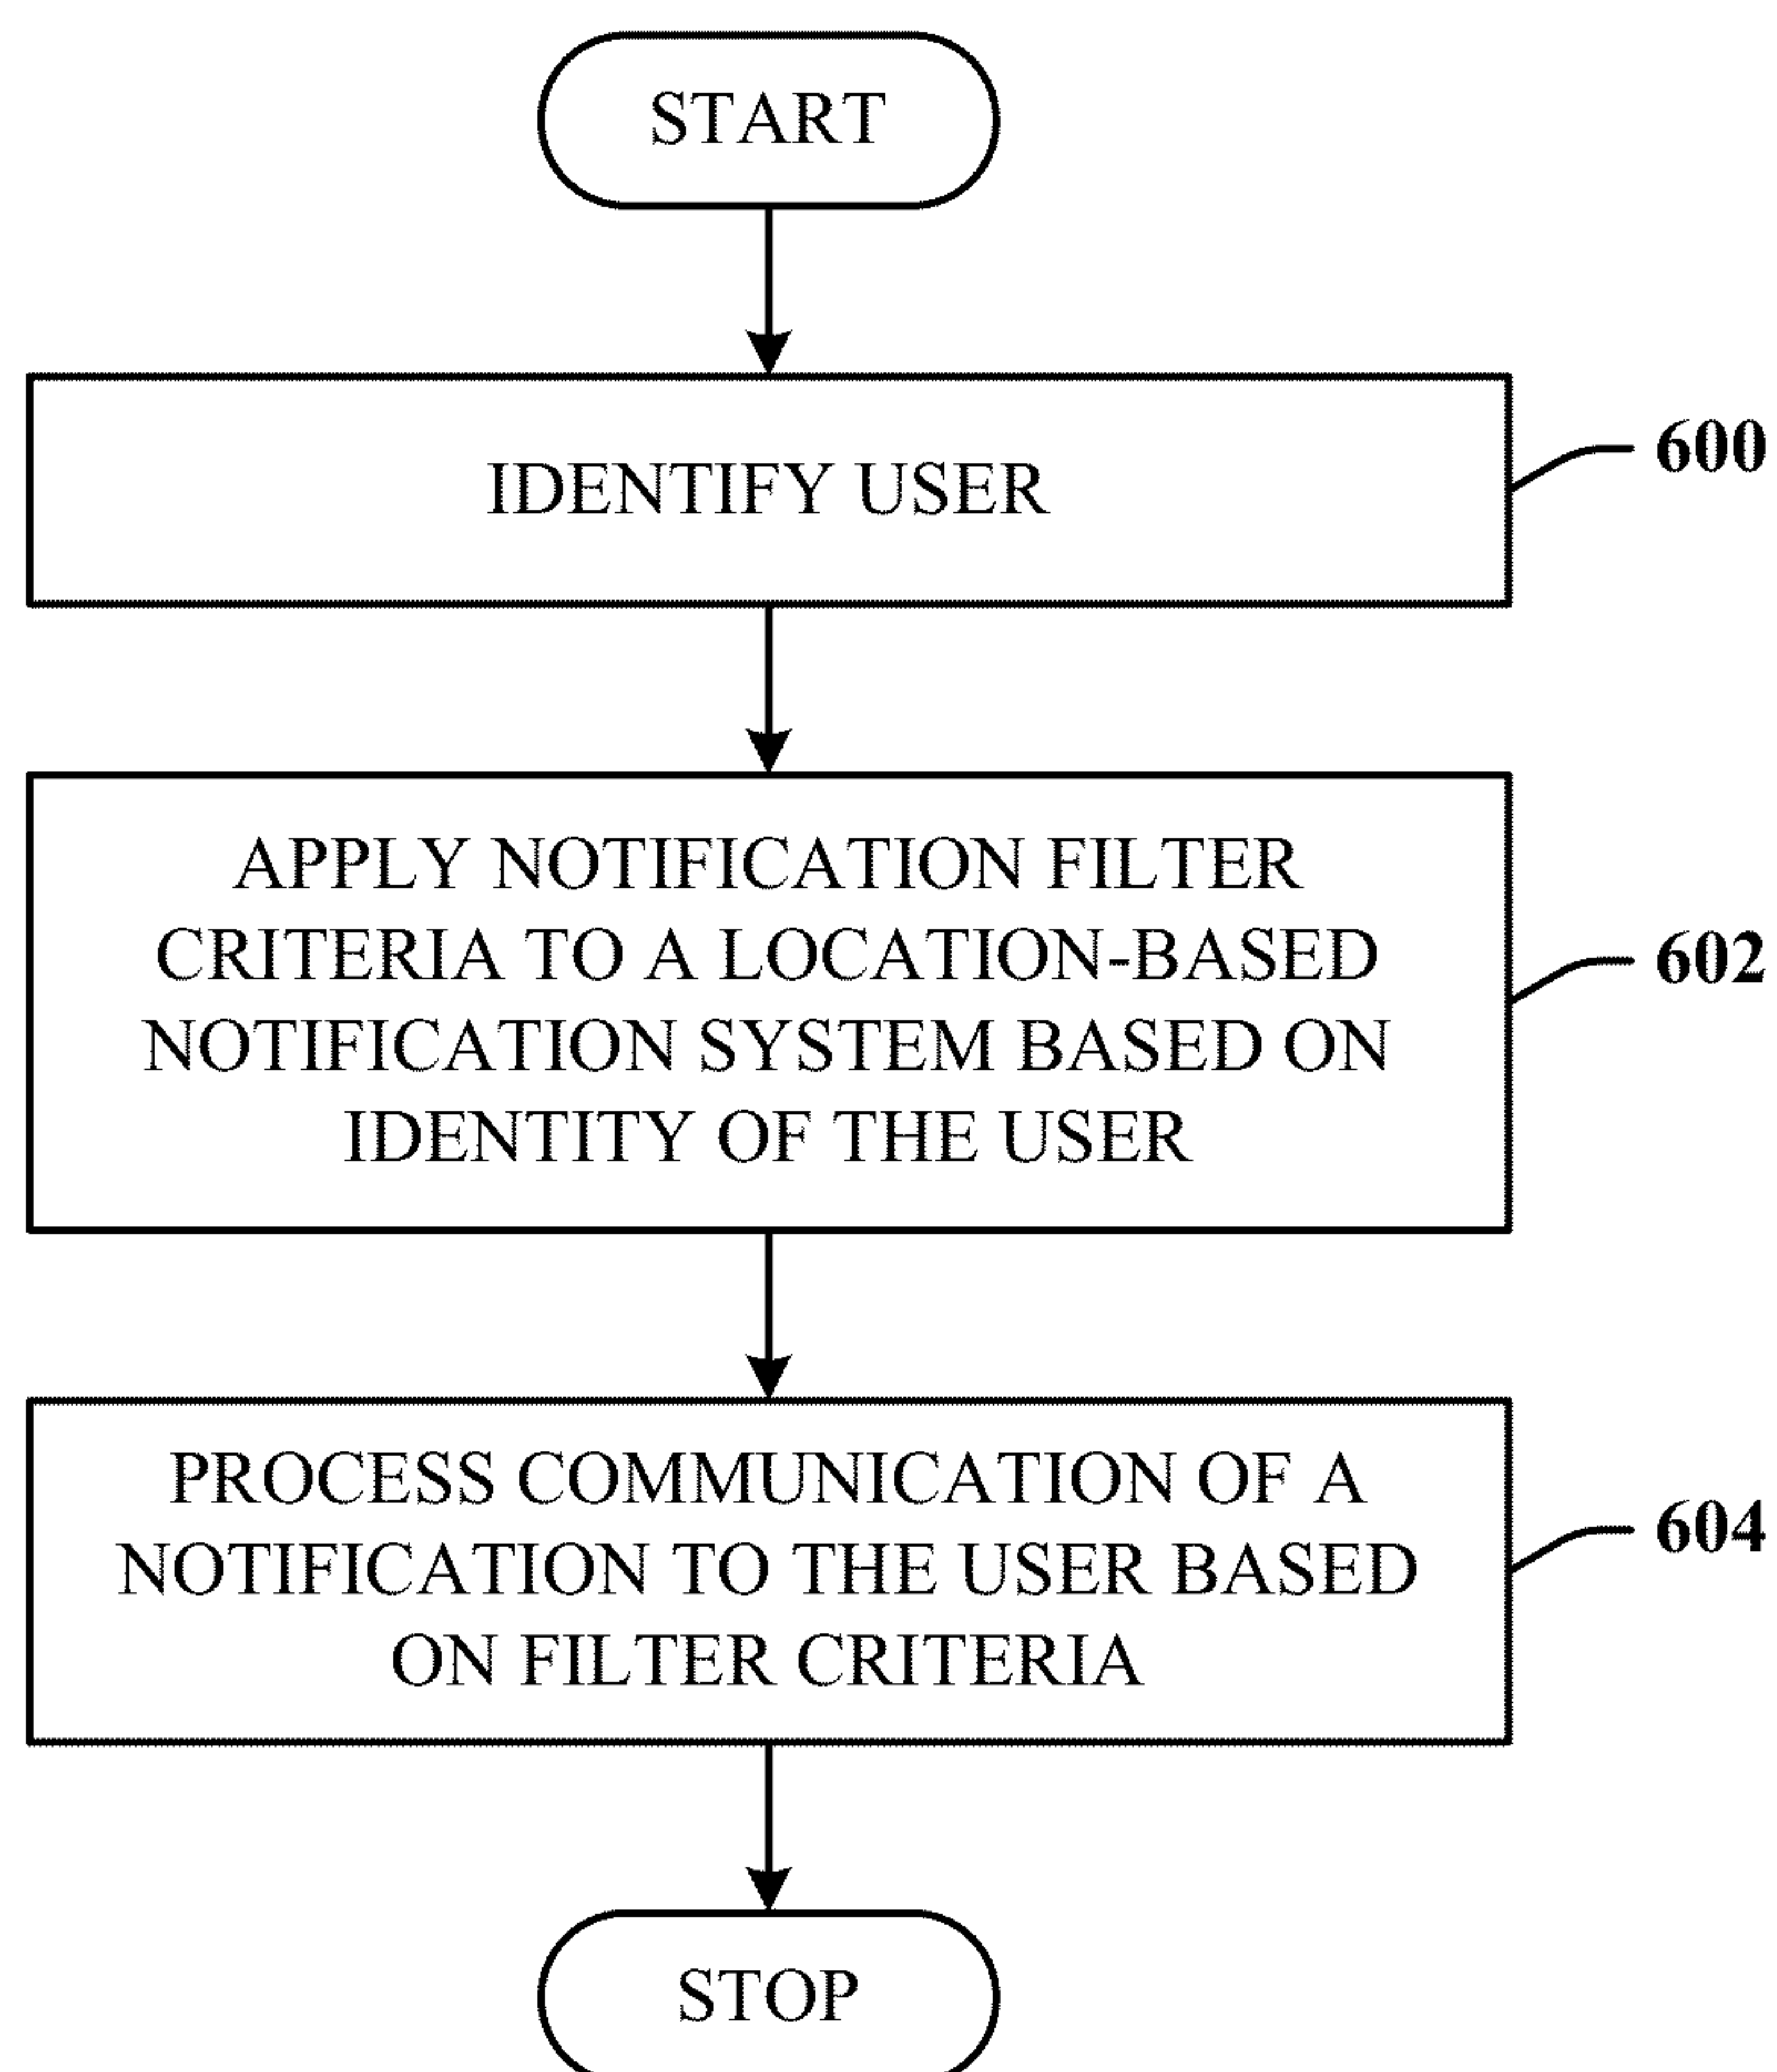 START
IDENTIFY USER
600
APPLY NOTIFICATION FILTER
CRITERIA TO A LOCATION-BASED
NOTIFICATION SYSTEM BASED ON
IDENTITY OF THE USER
602
PROCESS COMMUNICATION OF A
NOTIFICATION TO THE USER BASED
ON FILTER CRITERIA
604
STOP